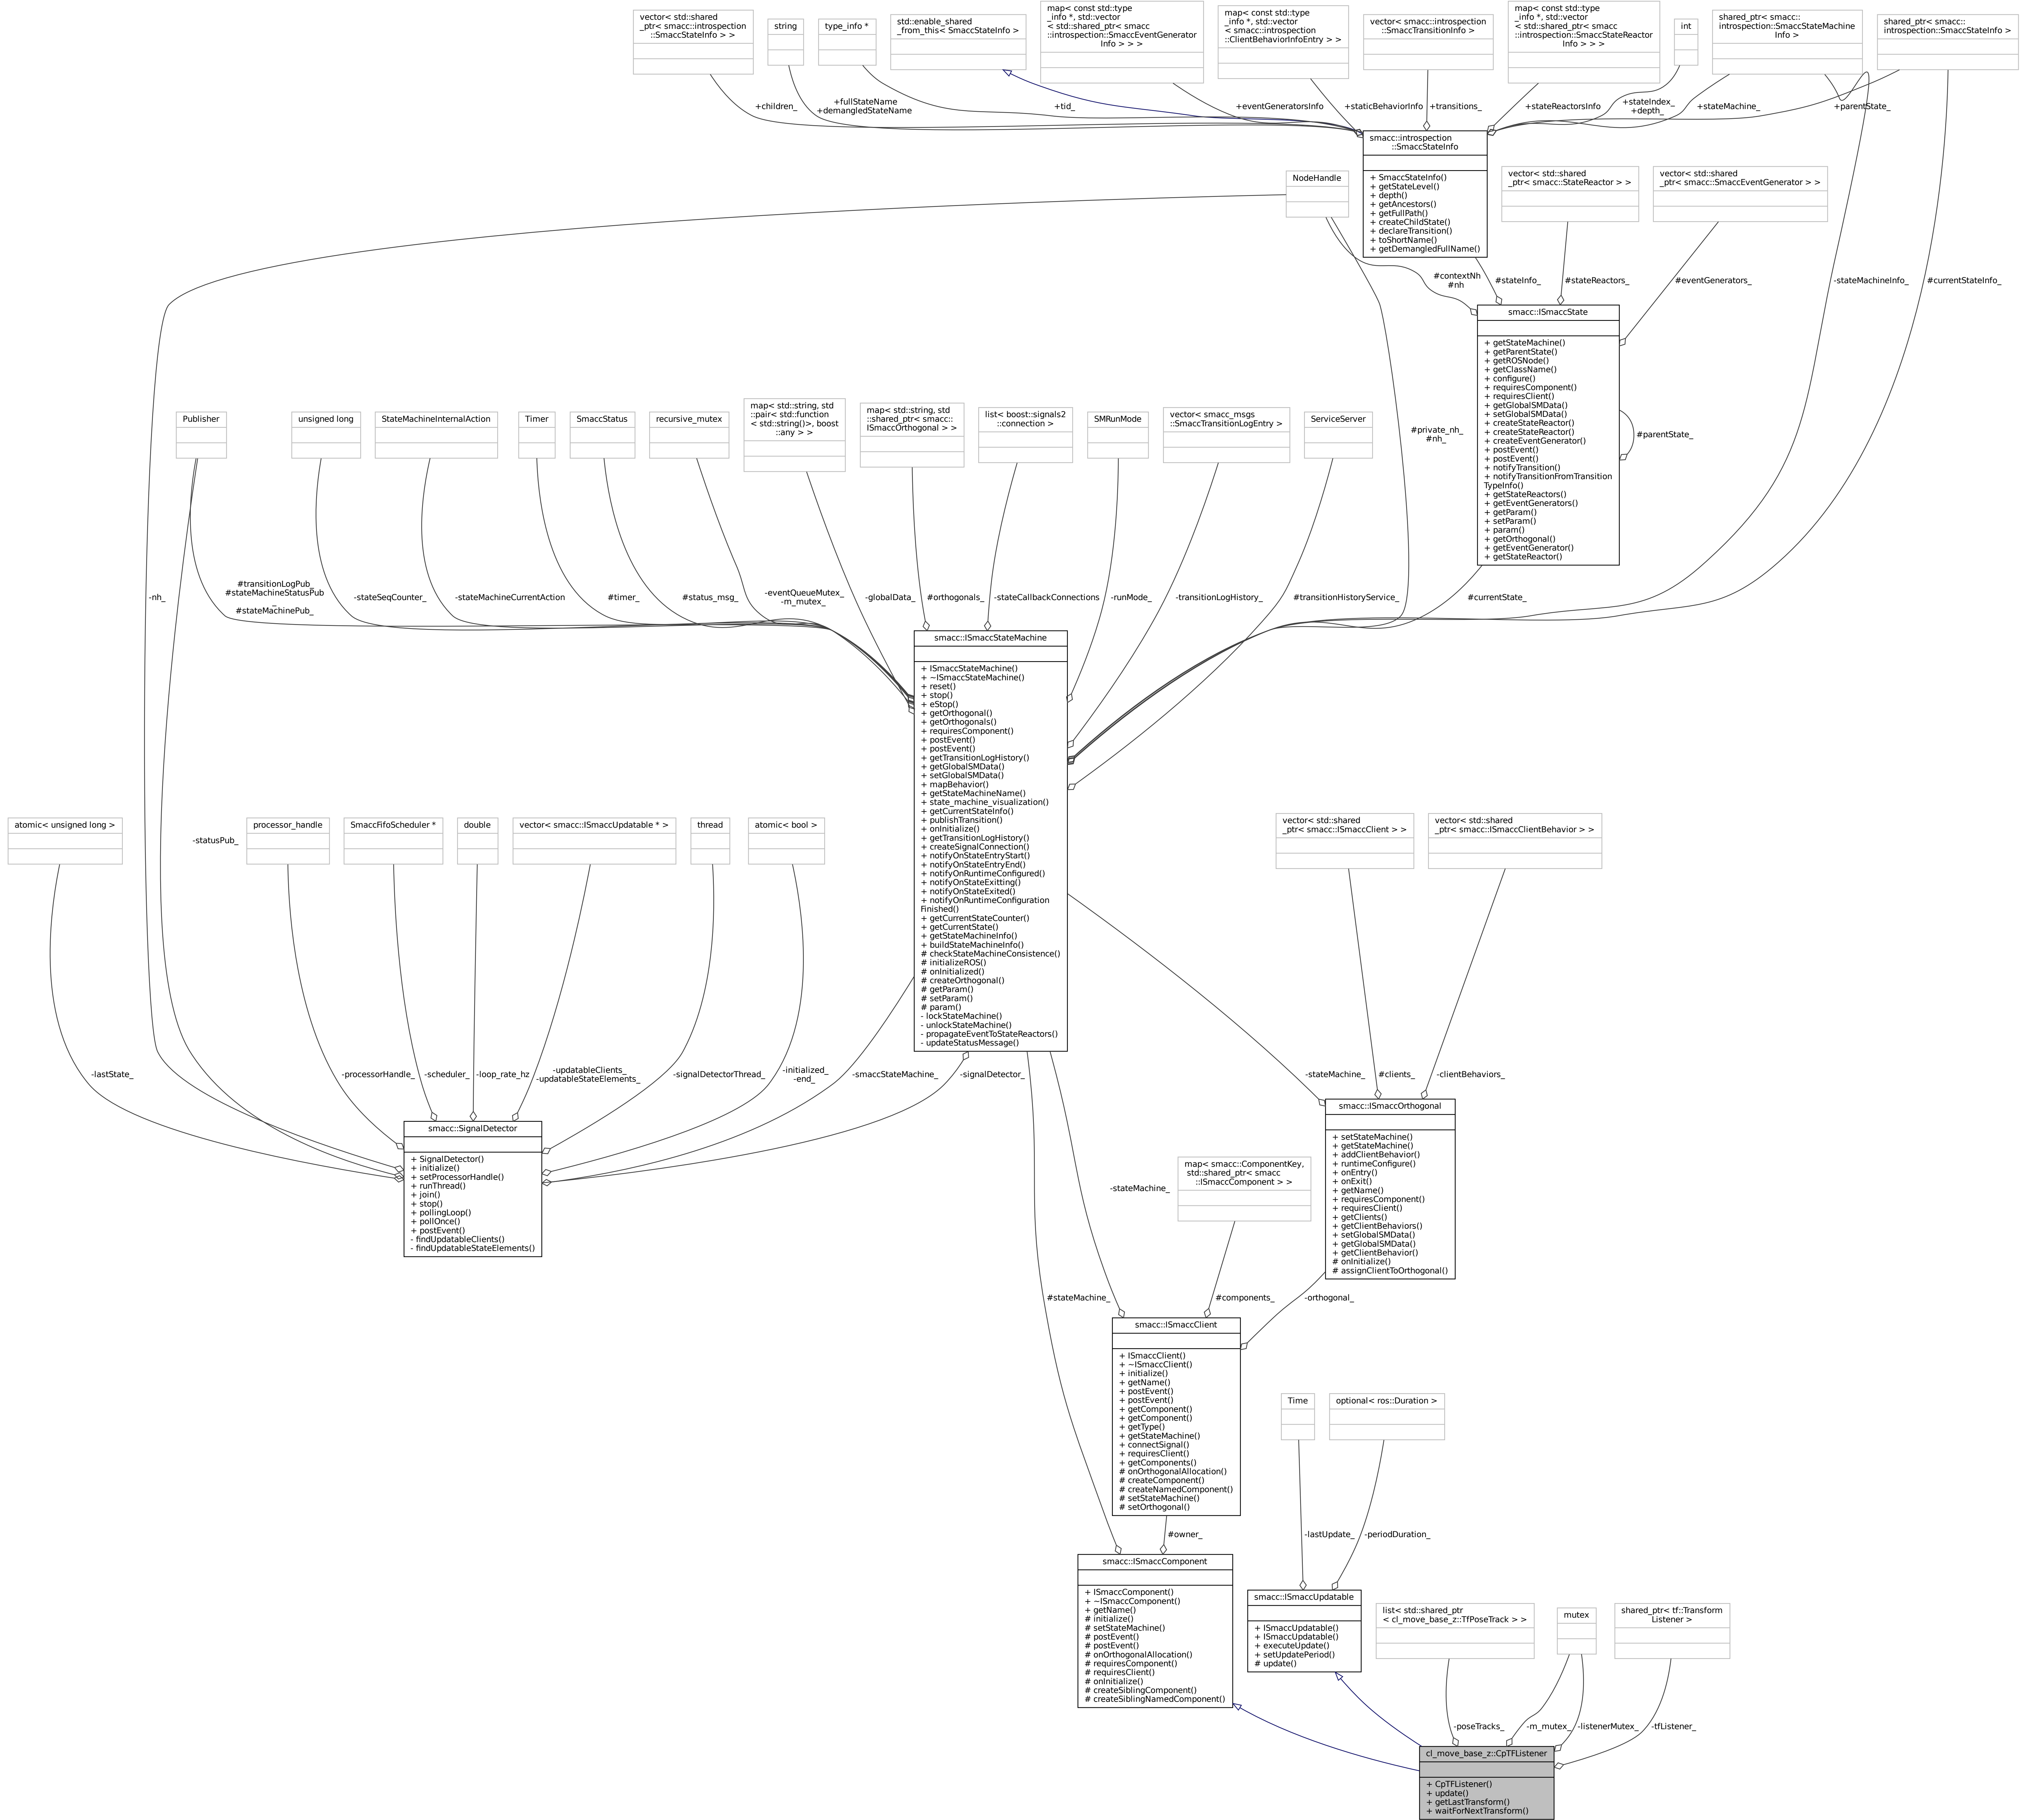 vector< std::shared
_ptr< smacc::introspection
::SmaccStateInfo > >
string
type_info *
std::enable_shared
_from_this< SmaccStateInfo >
map< const std::type
_info *, std::vector
< std::shared_ptr< smacc
::introspection::SmaccEventGenerator
Info > > >
map< const std::type
_info *, std::vector
< smacc::introspection
::ClientBehaviorInfoEntry > >
vector< smacc::introspection
::SmaccTransitionInfo >
map< const std::type
_info *, std::vector
< std::shared_ptr< smacc
::introspection::SmaccStateReactor
Info > > >
int
shared_ptr< smacc::
introspection::SmaccStateMachine
Info >
shared_ptr< smacc::
introspection::SmaccStateInfo >
+children_
+fullStateName
+demangledStateName
+tid_
+eventGeneratorsInfo
+staticBehaviorInfo
+transitions_
+stateReactorsInfo
+stateIndex_
+depth_
+stateMachine_
+parentState_
smacc::introspection
::SmaccStateInfo
+ SmaccStateInfo()
+ getStateLevel()
+ depth()
+ getAncestors()
+ getFullPath()
+ createChildState()
+ declareTransition()
+ toShortName()
+ getDemangledFullName()
NodeHandle
vector< std::shared
_ptr< smacc::StateReactor > >
vector< std::shared
_ptr< smacc::SmaccEventGenerator > >
#contextNh
#nh
#stateInfo_
#stateReactors_
#eventGenerators_
-stateMachineInfo_
#currentStateInfo_
smacc::ISmaccState
+ getStateMachine()
+ getParentState()
+ getROSNode()
+ getClassName()
+ configure()
+ requiresComponent()
+ requiresClient()
+ getGlobalSMData()
+ setGlobalSMData()
+ createStateReactor()
+ createStateReactor()
+ createEventGenerator()
+ postEvent()
+ postEvent()
+ notifyTransition()
+ notifyTransitionFromTransition
TypeInfo()
+ getStateReactors()
+ getEventGenerators()
+ getParam()
+ setParam()
+ param()
+ getOrthogonal()
+ getEventGenerator()
+ getStateReactor()
#parentState_
Publisher
unsigned long
StateMachineInternalAction
Timer
SmaccStatus
recursive_mutex
map< std::string, std
::pair< std::function
< std::string()>, boost
::any > >
map< std::string, std
::shared_ptr< smacc::
ISmaccOrthogonal > >
list< boost::signals2
::connection >
SMRunMode
vector< smacc_msgs
::SmaccTransitionLogEntry >
ServiceServer
#private_nh_
#nh_
-nh_
#transitionLogPub_
#stateMachineStatusPub
_
#stateMachinePub_
-stateSeqCounter_
-stateMachineCurrentAction
#timer_
#status_msg_
-eventQueueMutex_
-m_mutex_
-globalData_
#orthogonals_
-stateCallbackConnections
-runMode_
-transitionLogHistory_
#transitionHistoryService_
#currentState_
smacc::ISmaccStateMachine
+ ISmaccStateMachine()
+ ~ISmaccStateMachine()
+ reset()
+ stop()
+ eStop()
+ getOrthogonal()
+ getOrthogonals()
+ requiresComponent()
+ postEvent()
+ postEvent()
+ getTransitionLogHistory()
+ getGlobalSMData()
+ setGlobalSMData()
+ mapBehavior()
+ getStateMachineName()
+ state_machine_visualization()
+ getCurrentStateInfo()
+ publishTransition()
+ onInitialize()
+ getTransitionLogHistory()
+ createSignalConnection()
+ notifyOnStateEntryStart()
+ notifyOnStateEntryEnd()
+ notifyOnRuntimeConfigured()
+ notifyOnStateExitting()
+ notifyOnStateExited()
+ notifyOnRuntimeConfiguration
Finished()
+ getCurrentStateCounter()
+ getCurrentState()
+ getStateMachineInfo()
+ buildStateMachineInfo()
# checkStateMachineConsistence()
# initializeROS()
# onInitialized()
# createOrthogonal()
# getParam()
# setParam()
# param()
- lockStateMachine()
- unlockStateMachine()
- propagateEventToStateReactors()
- updateStatusMessage()
atomic< unsigned long >
-statusPub_
processor_handle
SmaccFifoScheduler *
double
vector< smacc::ISmaccUpdatable * >
thread
atomic< bool >
vector< std::shared
_ptr< smacc::ISmaccClient > >
vector< std::shared
_ptr< smacc::ISmaccClientBehavior > >
-lastState_
-processorHandle_
-scheduler_
-loop_rate_hz
-updatableClients_
-updatableStateElements_
-signalDetectorThread_
-initialized_
-end_
-smaccStateMachine_
-signalDetector_
-stateMachine_
#clients_
-clientBehaviors_
smacc::SignalDetector
+ SignalDetector()
+ initialize()
+ setProcessorHandle()
+ runThread()
+ join()
+ stop()
+ pollingLoop()
+ pollOnce()
+ postEvent()
- findUpdatableClients()
- findUpdatableStateElements()
smacc::ISmaccOrthogonal
+ setStateMachine()
+ getStateMachine()
+ addClientBehavior()
+ runtimeConfigure()
+ onEntry()
+ onExit()
+ getName()
+ requiresComponent()
+ requiresClient()
+ getClients()
+ getClientBehaviors()
+ setGlobalSMData()
+ getGlobalSMData()
+ getClientBehavior()
# onInitialize()
# assignClientToOrthogonal()
map< smacc::ComponentKey,
std::shared_ptr< smacc
::ISmaccComponent > >
-stateMachine_
#stateMachine_
#components_
-orthogonal_
smacc::ISmaccClient
+ ISmaccClient()
+ ~ISmaccClient()
+ initialize()
+ getName()
+ postEvent()
+ postEvent()
+ getComponent()
+ getComponent()
+ getType()
+ getStateMachine()
+ connectSignal()
+ requiresClient()
+ getComponents()
# onOrthogonalAllocation()
# createComponent()
# createNamedComponent()
# setStateMachine()
# setOrthogonal()
Time
optional< ros::Duration >
#owner_
-lastUpdate_
-periodDuration_
smacc::ISmaccComponent
+ ISmaccComponent()
+ ~ISmaccComponent()
+ getName()
# initialize()
# setStateMachine()
# postEvent()
# postEvent()
# onOrthogonalAllocation()
# requiresComponent()
# requiresClient()
# onInitialize()
# createSiblingComponent()
# createSiblingNamedComponent()
smacc::ISmaccUpdatable
+ ISmaccUpdatable()
+ ISmaccUpdatable()
+ executeUpdate()
+ setUpdatePeriod()
# update()
list< std::shared_ptr
< cl_move_base_z::TfPoseTrack > >
mutex
shared_ptr< tf::Transform
Listener >
-poseTracks_
-m_mutex_
-listenerMutex_
-tfListener_
cl_move_base_z::CpTFListener
+ CpTFListener()
+ update()
+ getLastTransform()
+ waitForNextTransform()